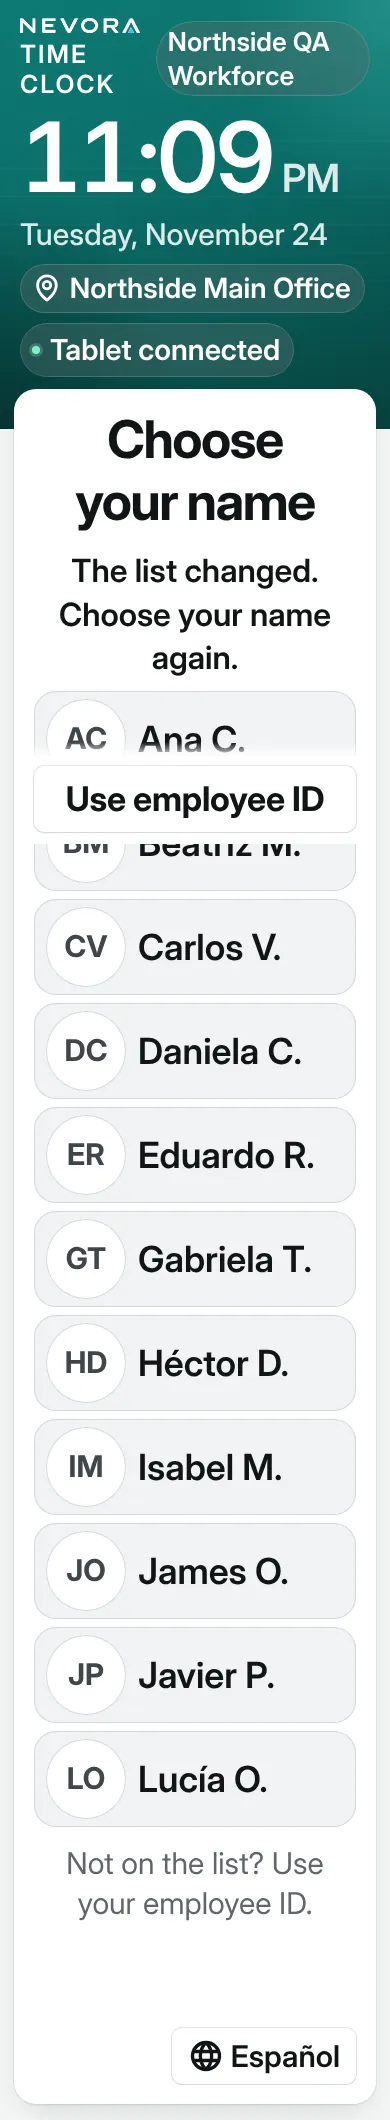 NEVORA
TIME
CLOCK
Northside QA
Workforce
11:09 PM
Tuesday, November 24
Northside Main Office
Tablet connected
Choose
your name
The list changed.
Choose your name
again.
AC Ana C.
Use employee ID
BM Beatriz M.
CV Carlos V.
DC Daniela C.
ER Eduardo R.
GT Gabriela T.
HD Héctor D.
IM Isabel M.
JO James O.
JP Javier P.
LO Lucía O.
Not on the list? Use
your employee ID.
Español